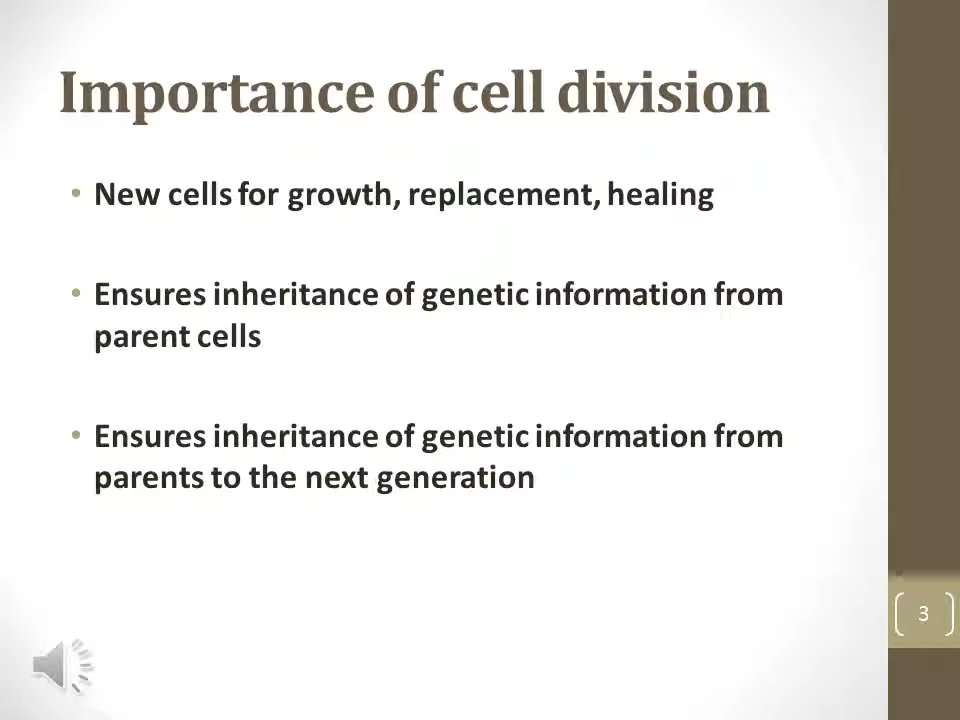 Importance of cell division
• New cells for growth, replacement, healing
• Ensures inheritance of genetic information from
parent cells
• Ensures inheritance of genetic information from
parents to the next generation
3